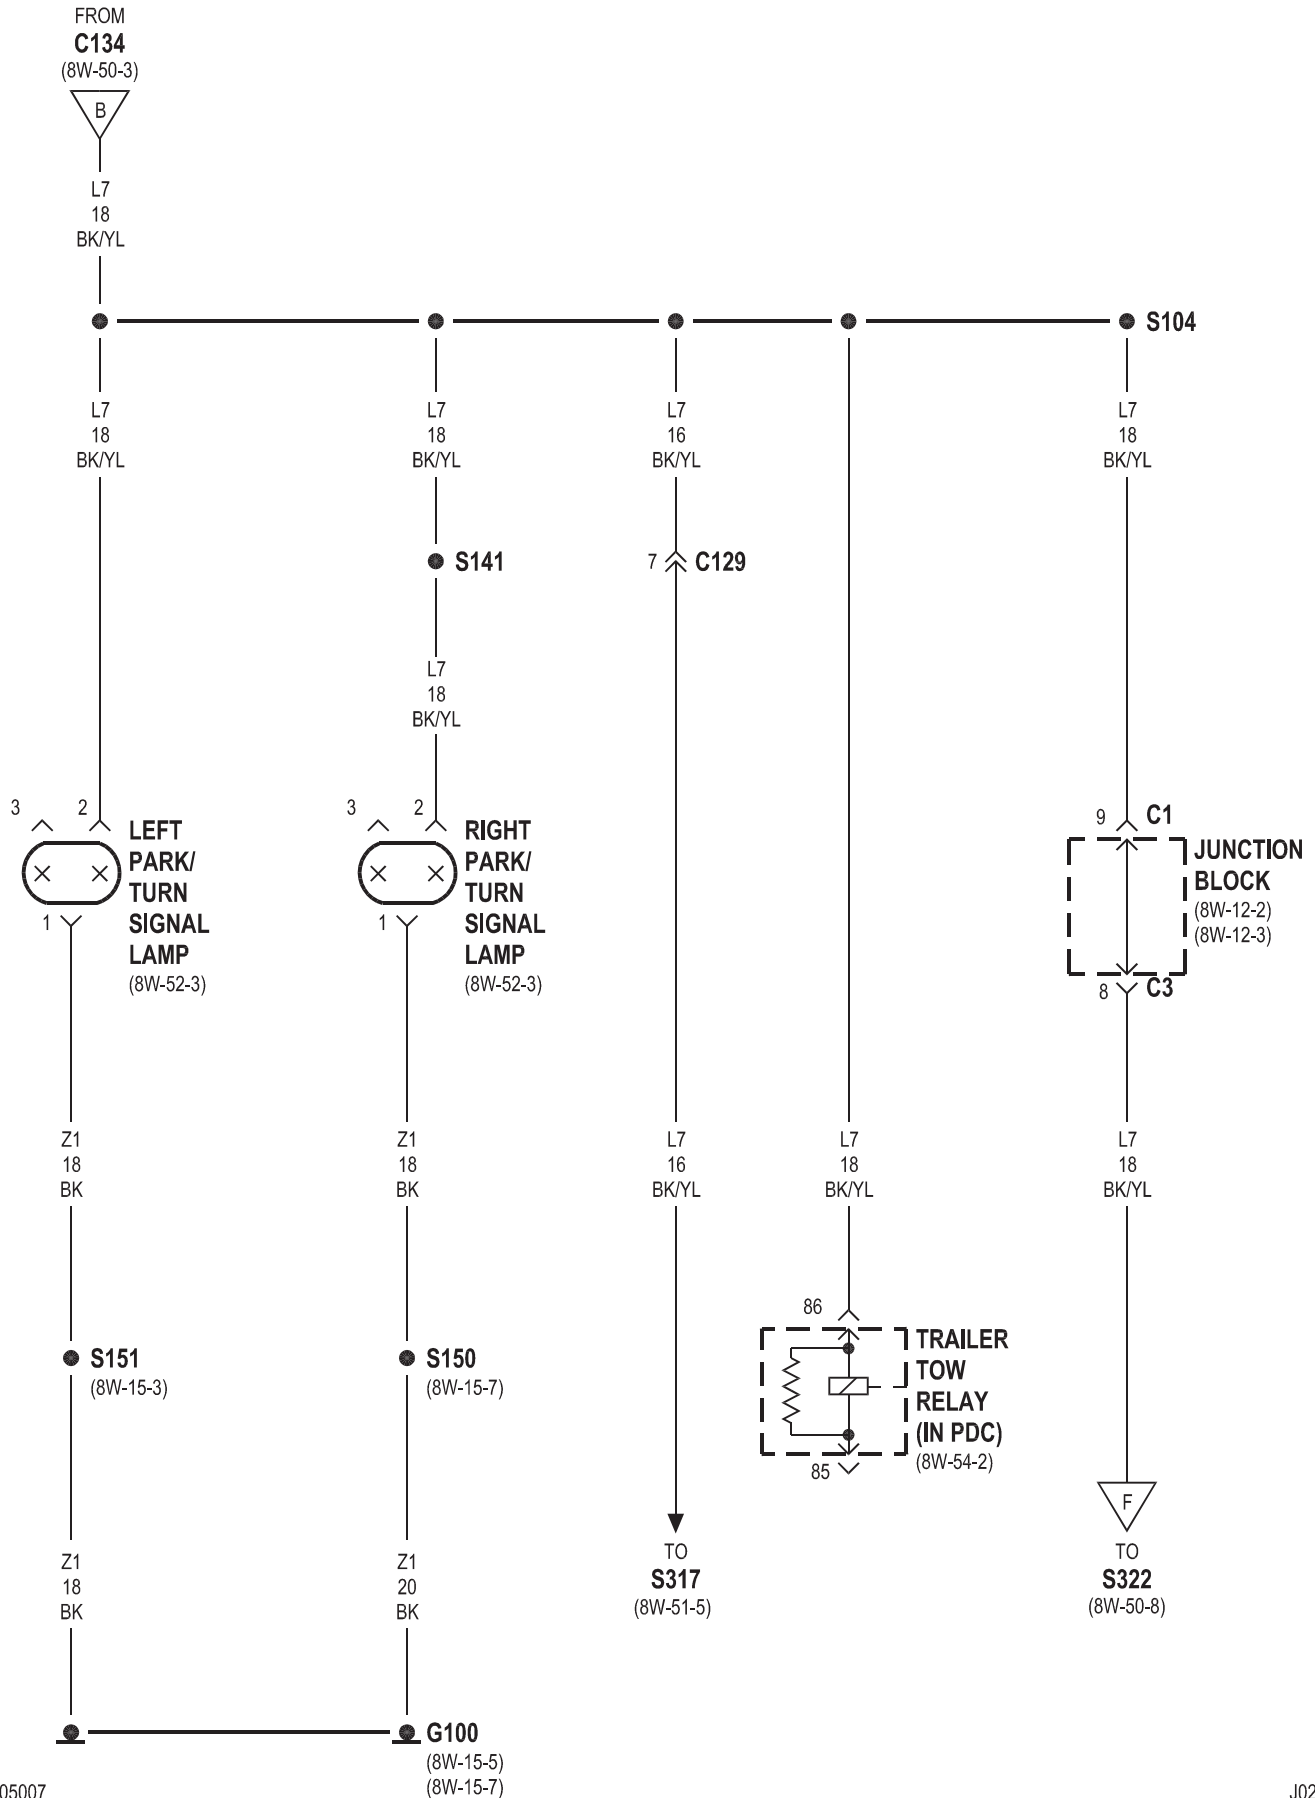 FROM
C134
(8W-50-3)
B
L7
18
BK/YL
S104
L7
18
BK/YL
L7
18
BK/YL
L7
16
BK/YL
L7
18
BK/YL
S141
7
C129
L7
18
BK/YL
3
2
LEFT
PARK/
TURN
SIGNAL
LAMP
(8W-52-3)
1
3
2
RIGHT
PARK/
TURN
SIGNAL
LAMP
(8W-52-3)
1
9
C1
JUNCTION
BLOCK
(8W-12-2)
(8W-12-3)
8
C3
Z1
18
BK
Z1
18
BK
L7
16
BK/YL
L7
18
BK/YL
L7
18
BK/YL
S151
(8W-15-3)
S150
(8W-15-7)
86
TRAILER
TOW
RELAY
(IN PDC)
(8W-54-2)
85
F
Z1
18
BK
Z1
20
BK
TO
S317
(8W-51-5)
TO
S322
(8W-50-8)
G100
(8W-15-5)
(8W-15-7)
05007
J02